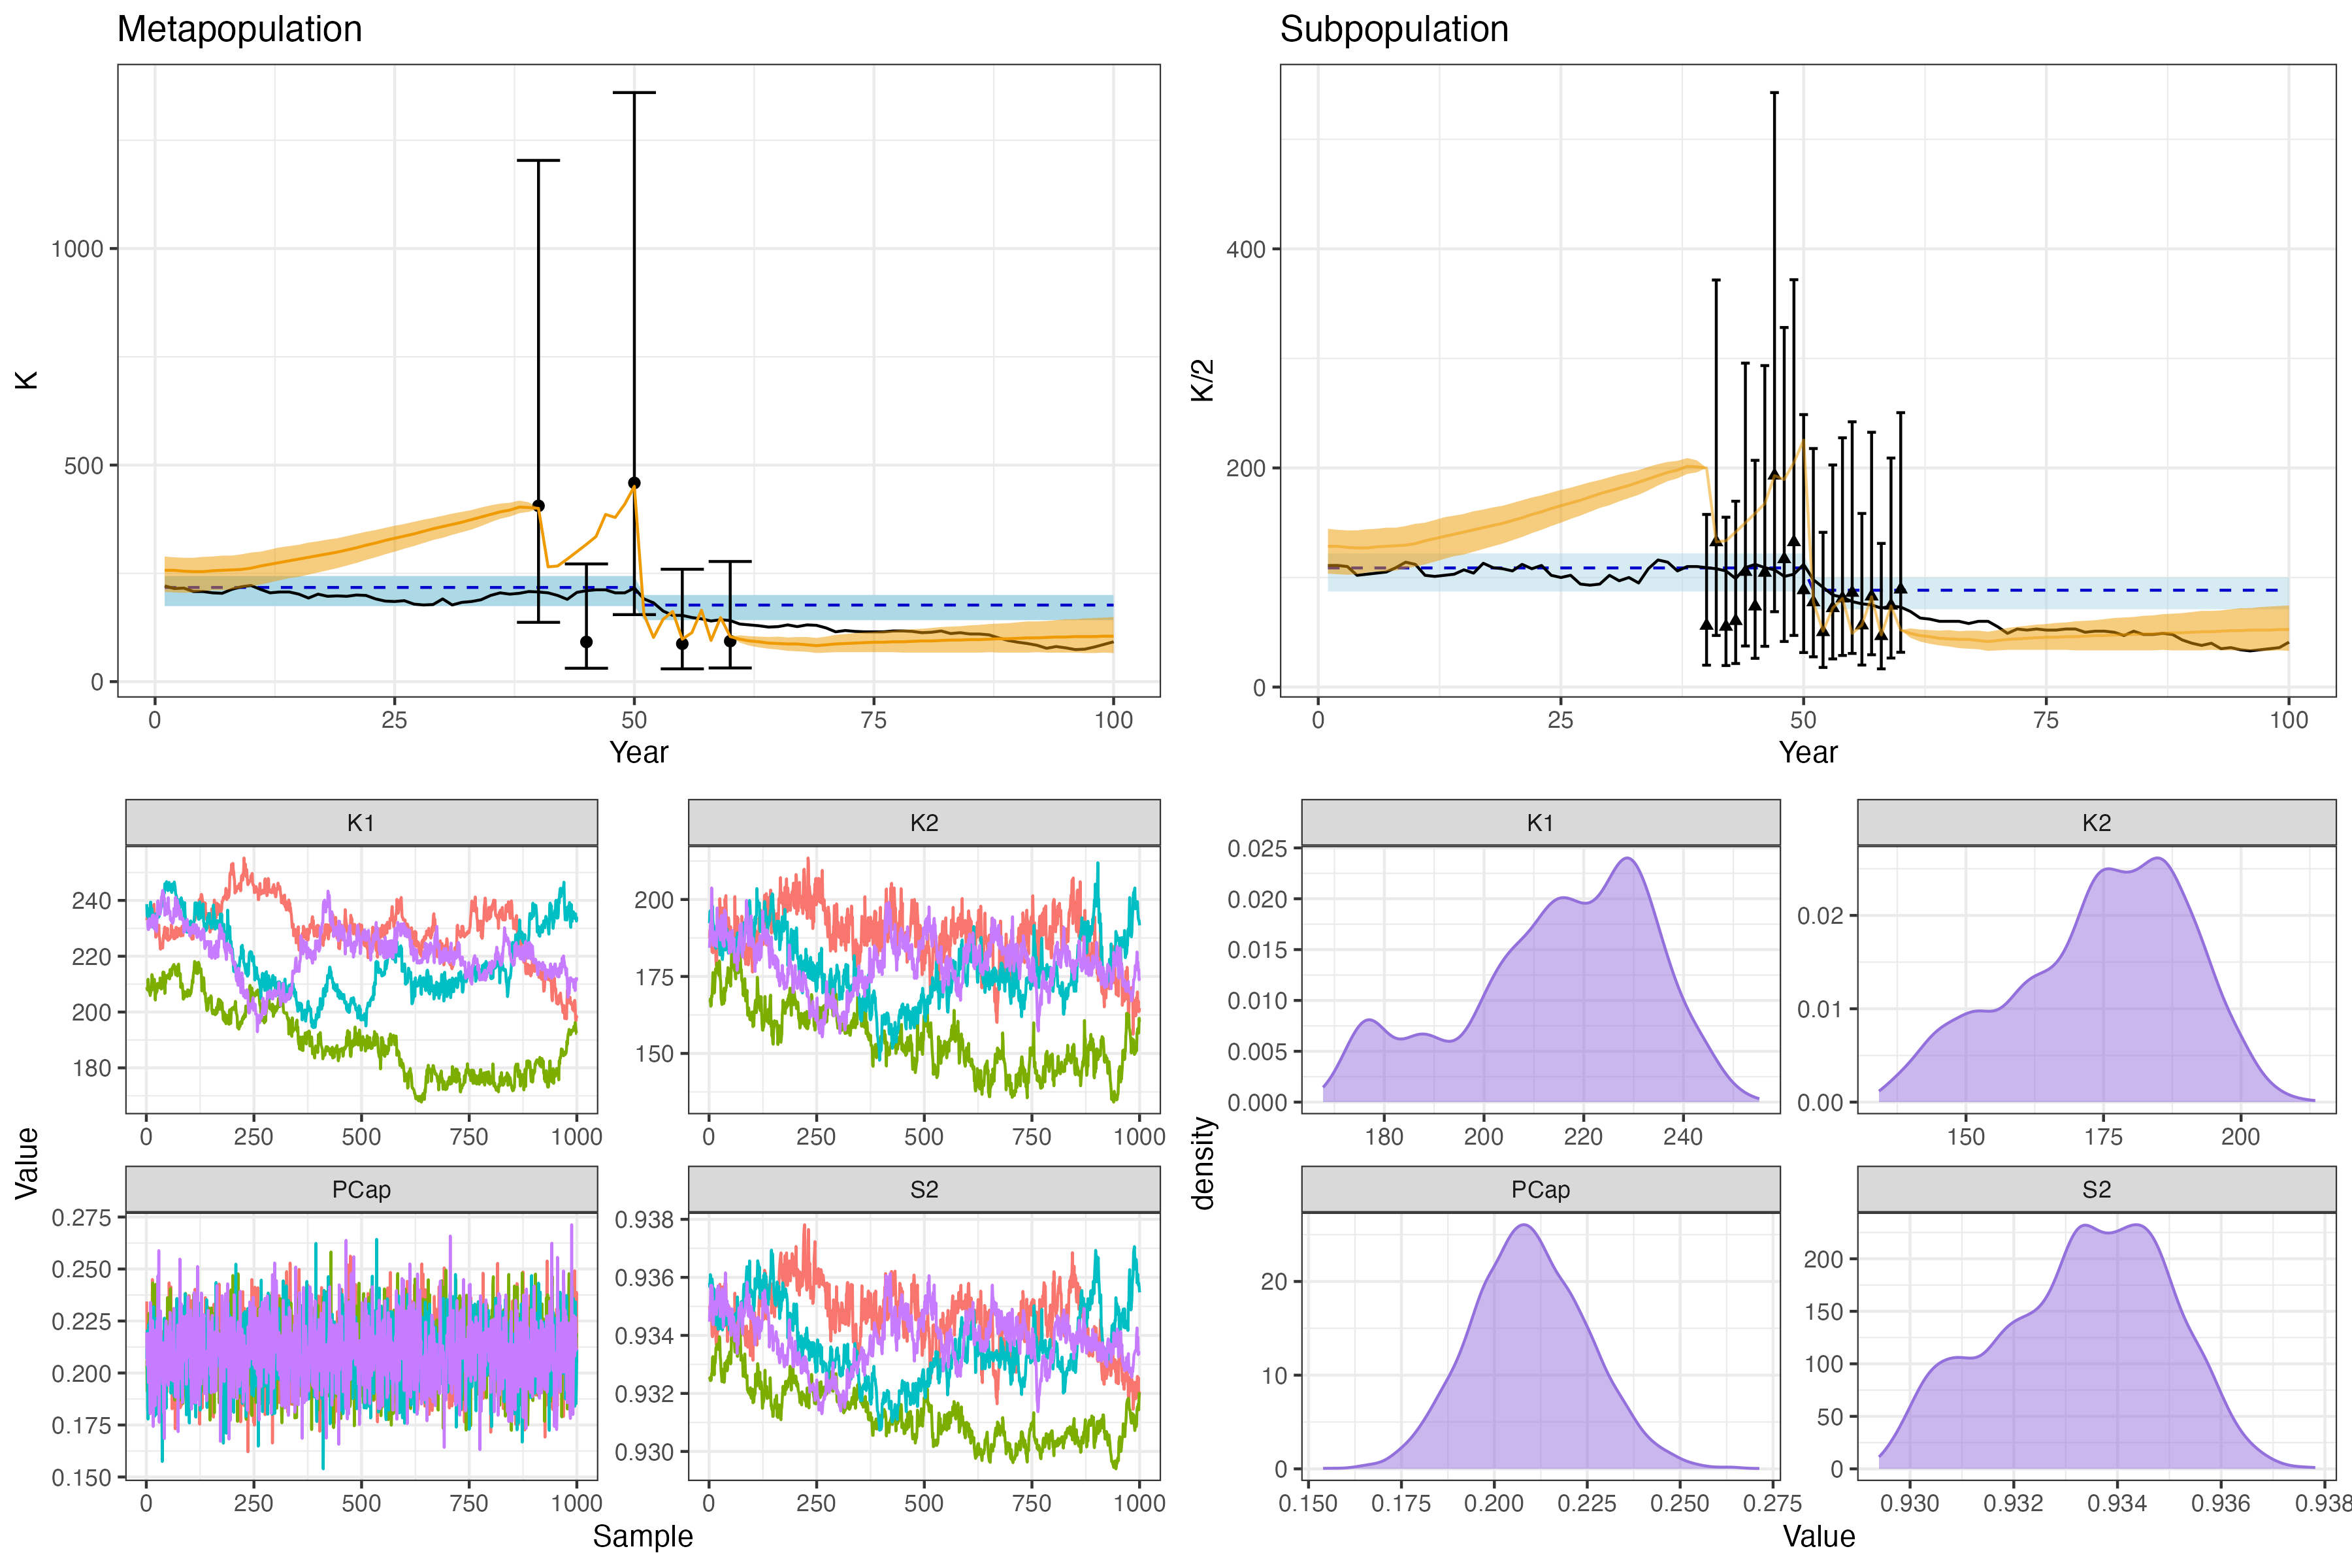 Metapopulation
Subpopulation
K
1000
500
0
0 25 50 75 100
Year
K/2
400
200
0
0 25 50 75 100
Year
K1
K2
240
220
200
180
200
175
150
0 250 500 750 1000
0 250 500 750 1000
Value
PCap
S2
0.275
0.250
0.225
0.200
0.175
0.150
0.938
0.936
0.934
0.932
0.930
0 250 500 750 1000
0 250 500 750 1000
Sample
K1
K2
0.025
0.020
0.015
0.010
0.005
0.000
0.02
0.01
0.00
180 200 220 240
150 175 200
density
PCap
S2
20
10
0
200
150
100
50
0
0.150 0.175 0.200 0.225 0.250 0.275
0.930 0.932 0.934 0.936 0.938
Value